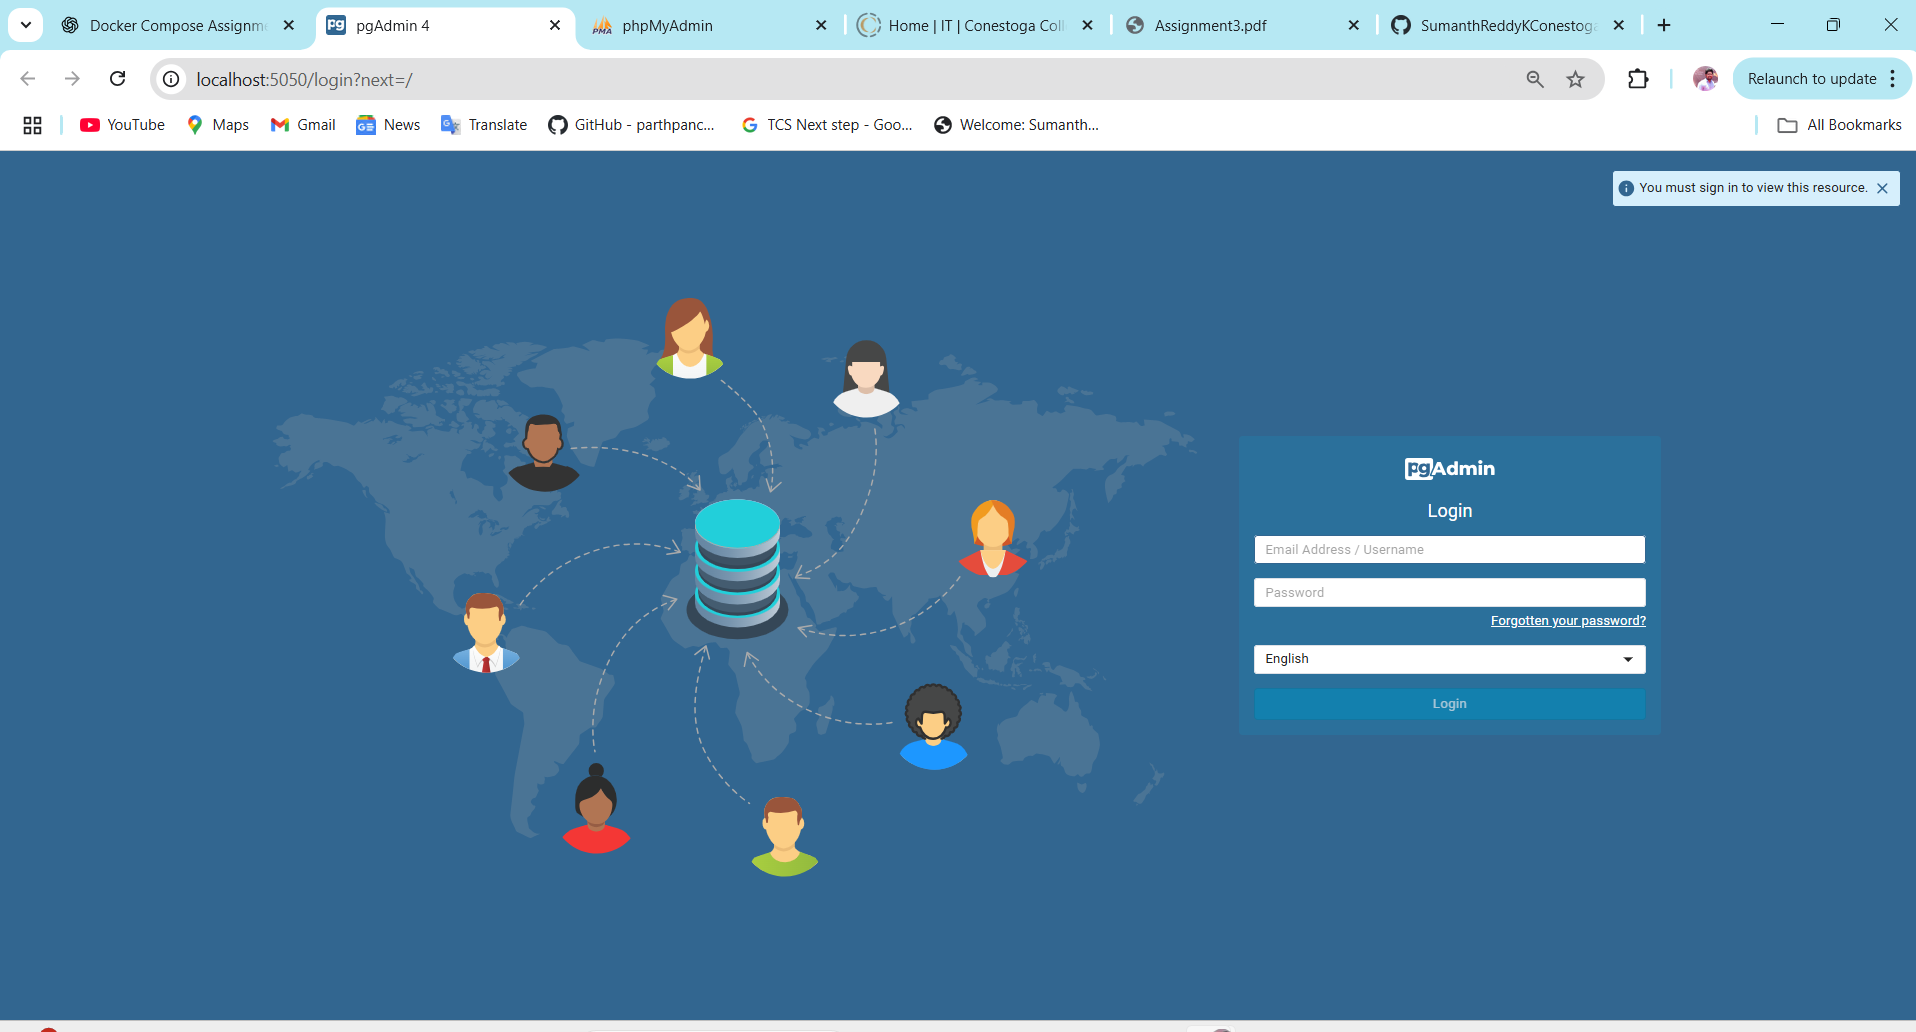 Docker Compose Assignme
pgAdmin 4
phpMyAdmin
Home | IT | Conestoga Coll
Assignment3.pdf
SumanthReddyKConestoga
localhost:5050/login?next=/
Relaunch to update
YouTube
Maps
Gmail
News
Translate
GitHub - parthpanc...
TCS Next step - Goo...
Welcome: Sumanth...
All Bookmarks
You must sign in to view this resource.
pgAdmin
Login
Email Address / Username
Password
Forgotten your password?
English
Login